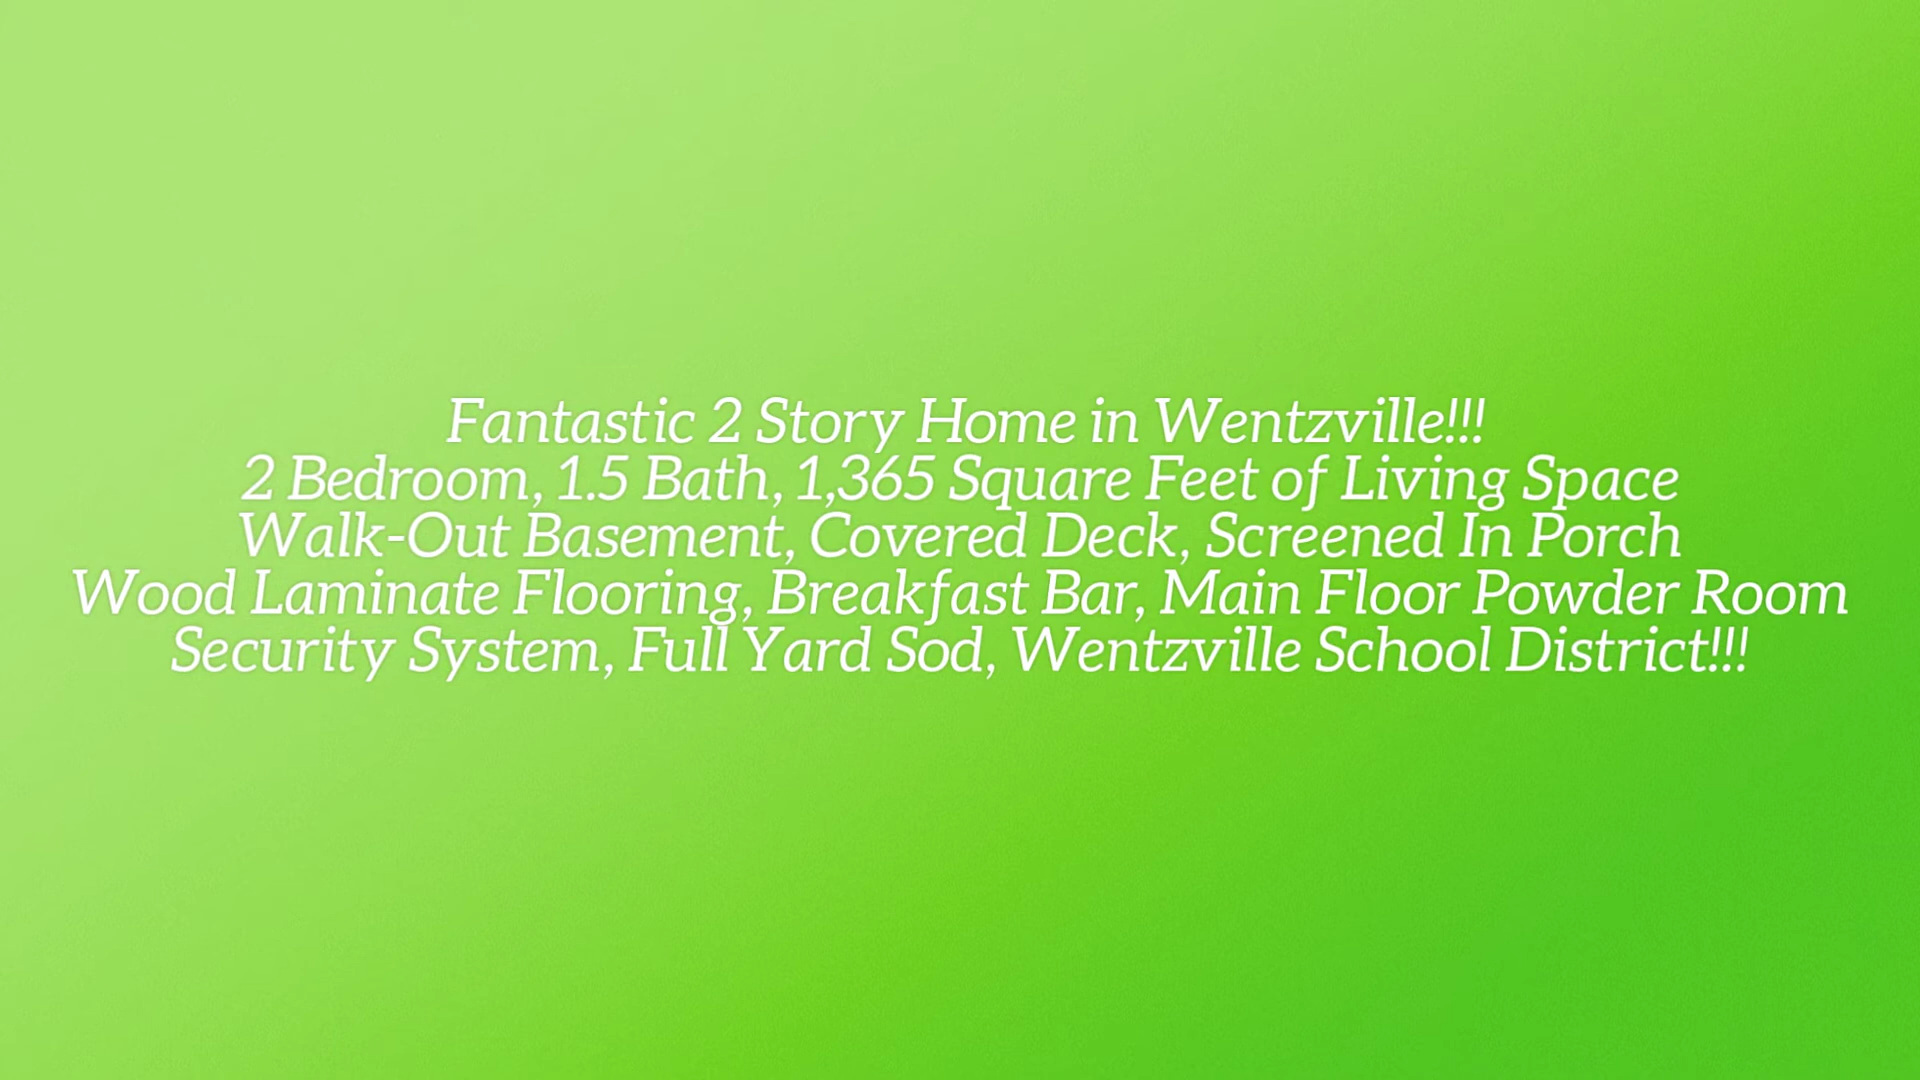 Fantastic 2 Story Home in Wentzville!!!
2 Bedroom, 1.5 Bath, 1,365 Square Feet of Living Space
Walk-Out Basement, Covered Deck, Screened In Porch
Wood Laminate Flooring, Breakfast Bar, Main Floor Powder Room
Security System, Full Yard Sod, Wentzville School District!!!